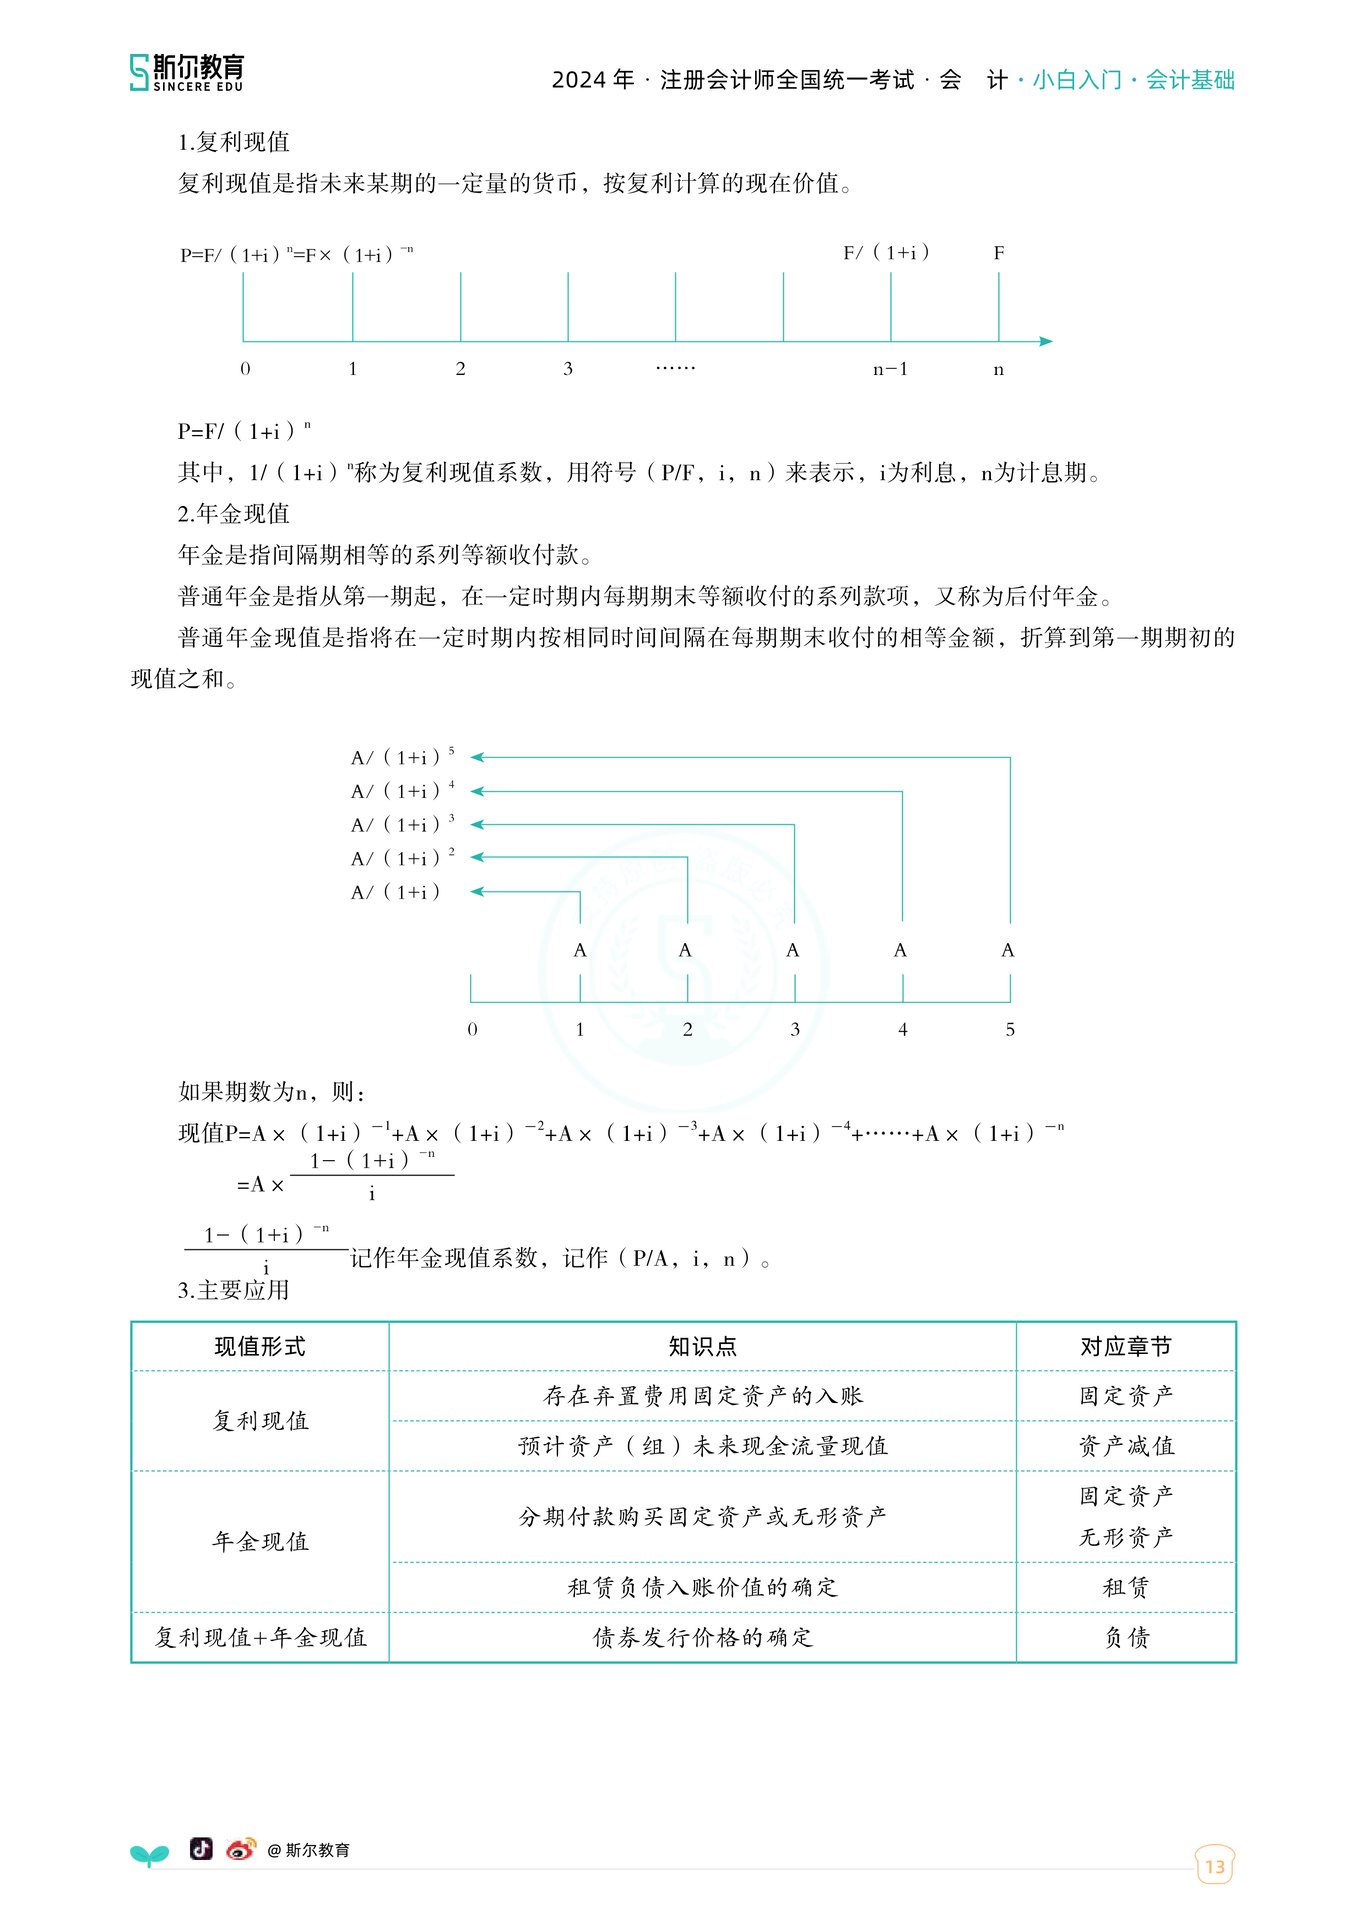 斯尔教育
SINCERE EDU
2024 年·注册会计师全国统一考试·会　计·小白入门·会计基础
1.复利现值
复利现值是指未来某期的一定量的货币，按复利计算的现在价值。
P=F/（1+i）ⁿ=F×（1+i）⁻ⁿ F/（1+i） F
0 1 2 3 …… n−1 n
P=F/（1+i）ⁿ
其中，1/（1+i）ⁿ称为复利现值系数，用符号（P/F，i，n）来表示，i为利息，n为计息期。
2.年金现值
年金是指间隔期相等的系列等额收付款。
普通年金是指从第一期起，在一定时期内每期期末等额收付的系列款项，又称为后付年金。
普通年金现值是指将在一定时期内按相同时间间隔在每期期末收付的相等金额，折算到第一期期初的
现值之和。
A/（1+i）⁵
A/（1+i）⁴
A/（1+i）³
A/（1+i）²
A/（1+i）
A A A A A
0 1 2 3 4 5
如果期数为n，则：
现值P=A×（1+i）⁻¹+A×（1+i）⁻²+A×（1+i）⁻³+A×（1+i）⁻⁴+……+A×（1+i）⁻ⁿ
1−（1+i）⁻ⁿ
=A×
i
1−（1+i）⁻ⁿ
记作年金现值系数，记作（P/A，i，n）。
i
3.主要应用
现值形式 知识点 对应章节
复利现值 存在弃置费用固定资产的入账 固定资产
预计资产（组）未来现金流量现值 资产减值
年金现值 分期付款购买固定资产或无形资产 固定资产
无形资产
租赁负债入账价值的确定 租赁
复利现值+年金现值 债券发行价格的确定 负债
@ 斯尔教育
13